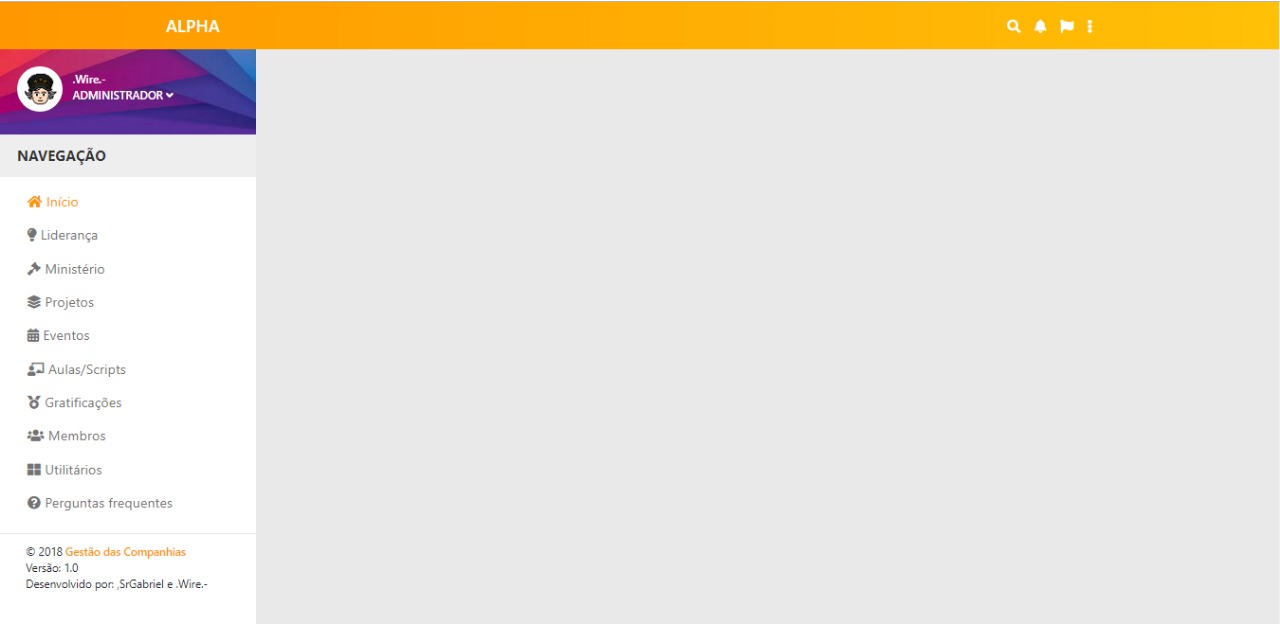 ALPHA
.Wire.-
ADMINISTRADOR
NAVEGAÇÃO
Início
Liderança
Ministério
Projetos
Eventos
Aulas/Scripts
Gratificações
Membros
Utilitários
Perguntas frequentes
© 2018 Gestão das Companhias
Versão: 1.0
Desenvolvido por: ,SrGabriel e .Wire.-